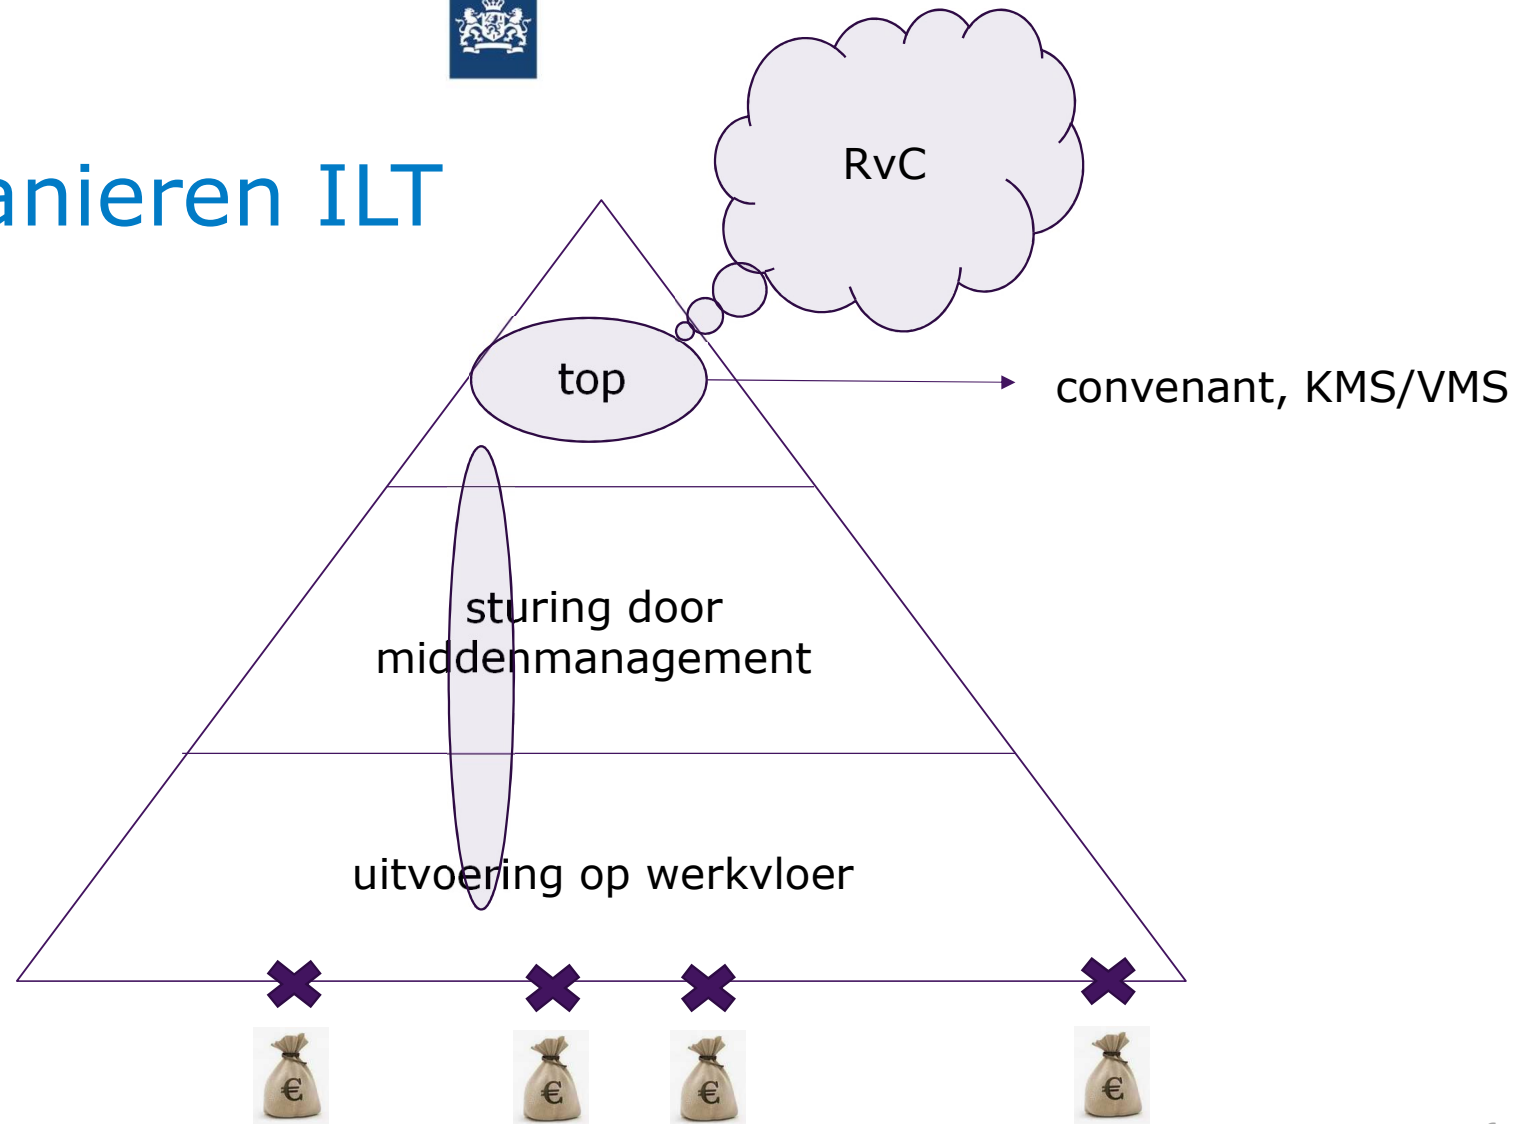 anieren ILT
RvC
top
convenant, KMS/VMS
sturing door
middenmanagement
uitvoering op werkvloer
€
€
€
€